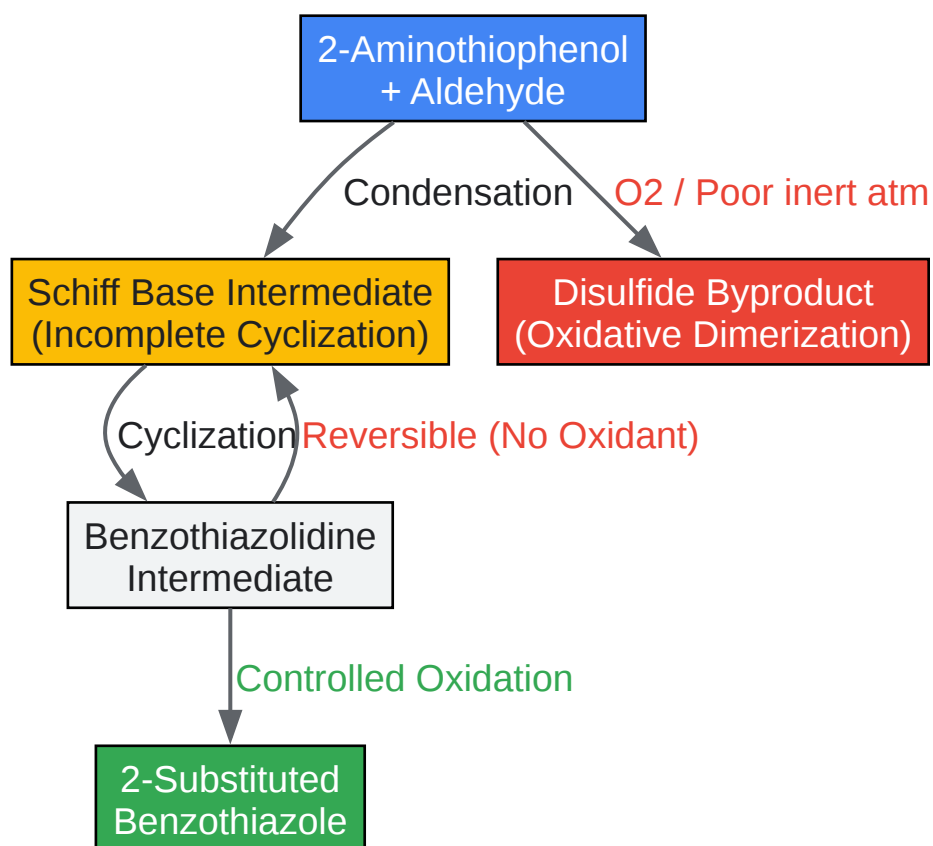 2-Aminothiophenol
+ Aldehyde
Condensation
O2 / Poor inert atm
Schiff Base Intermediate
(Incomplete Cyclization)
Disulfide Byproduct
(Oxidative Dimerization)
Cyclization
Reversible (No Oxidant)
Benzothiazolidine
Intermediate
Controlled Oxidation
2-Substituted
Benzothiazole